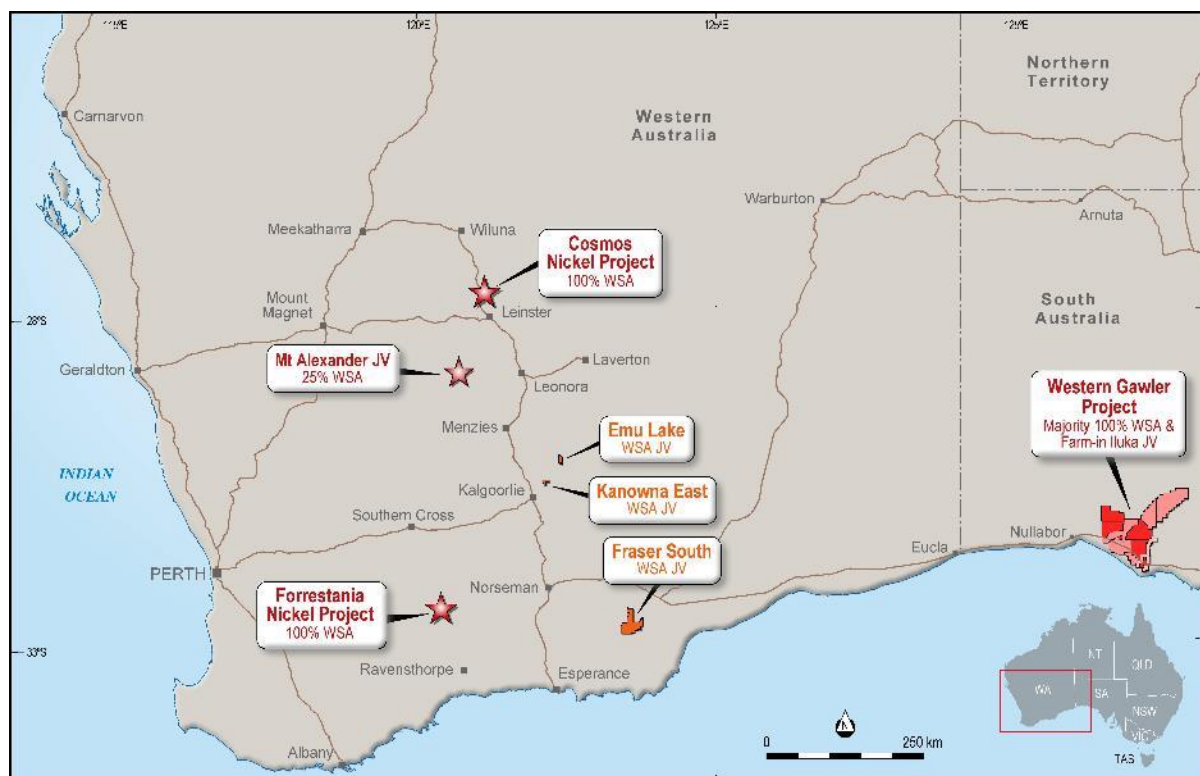 120°E
125°E
Northern
Territory
Carnarvon
Western
Australia
Warburton
Arnuta
Meekatharra
Wiluna
Cosmos
Nickel Project
100% WSA
Mount
Magnet
Leinster
28°S
South
Australia
Geraldton
Mt Alexander JV
25% WSA
Laverton
Leonora
Western Gawler
Project
Majority 100% WSA &
Farm-in Iluka JV
Menzies
Emu Lake
WSA JV
INDIAN
OCEAN
Kalgoorlie
Kanowna East
WSA JV
Southern Cross
Nullabor
Eucla
Fraser South
WSA JV
PERTH
Norseman
Forrestania
Nickel Project
100% WSA
33°S
Ravensthorpe
Esperance
NT
QLD
WA
SA
NSW
VIC
TAS
N
0
250 km
Albany